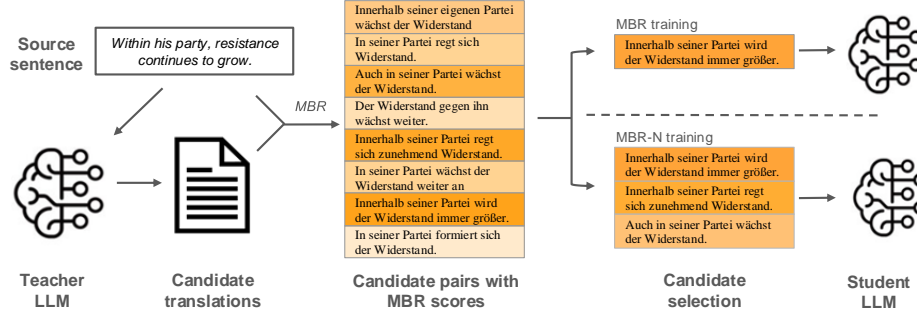 Source
sentence
Within his party, resistance
continues to grow.
MBR
Innerhalb seiner eigenen Partei
wächst der Widerstand
In seiner Partei regt sich
Widerstand.
Auch in seiner Partei wächst
der Widerstand.
Der Widerstand gegen ihn
wächst weiter.
Innerhalb seiner Partei regt
sich zunehmend Widerstand.
In seiner Partei wächst der
Widerstand weiter an
Innerhalb seiner Partei wird
der Widerstand immer größer.
In seiner Partei formiert sich
der Widerstand.
MBR training
Innerhalb seiner Partei wird
der Widerstand immer größer.
MBR-N training
Innerhalb seiner Partei wird
der Widerstand immer größer.
Innerhalb seiner Partei regt
sich zunehmend Widerstand.
Auch in seiner Partei wächst
der Widerstand.
Teacher
LLM
Candidate
translations
Candidate pairs with
MBR scores
Candidate
selection
Student
LLM